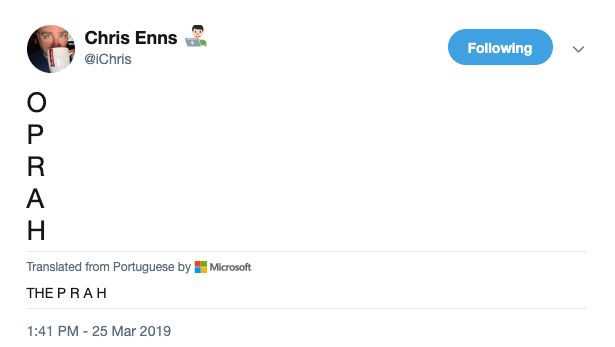 Chris Enns 👨🏻‍💻
@iChris
Following
O
P
R
A
H
Translated from Portuguese by Microsoft
THE P R A H
1:41 PM - 25 Mar 2019